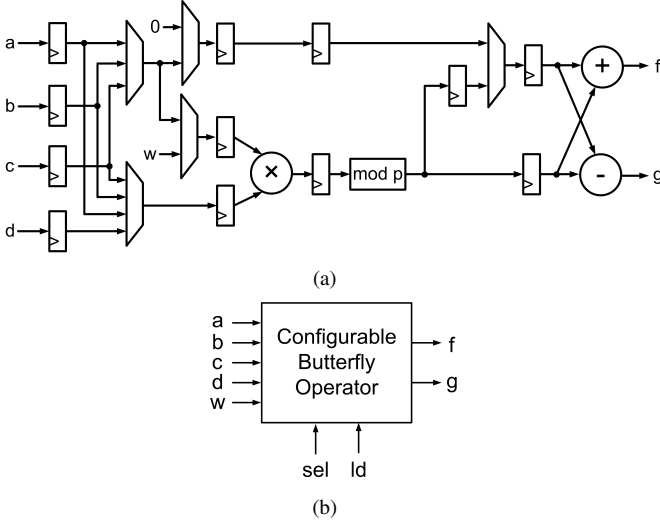 0
a
b
w
c
×
mod p
d
+
f
-
g
(a)
a
b
c
d
w
Configurable
Butterfly
Operator
f
g
sel ld
(b)